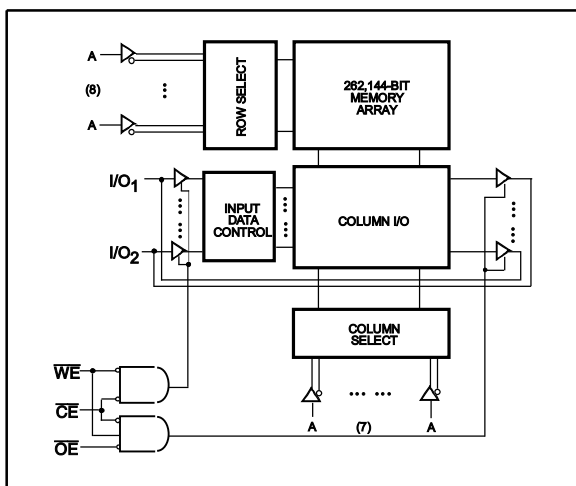 A
(8)
A
ROW SELECT
262,144-BIT
MEMORY
ARRAY
I/O1
INPUT
DATA
CONTROL
COLUMN I/O
I/O2
COLUMN
SELECT
WE
CE
OE
A
(7)
A